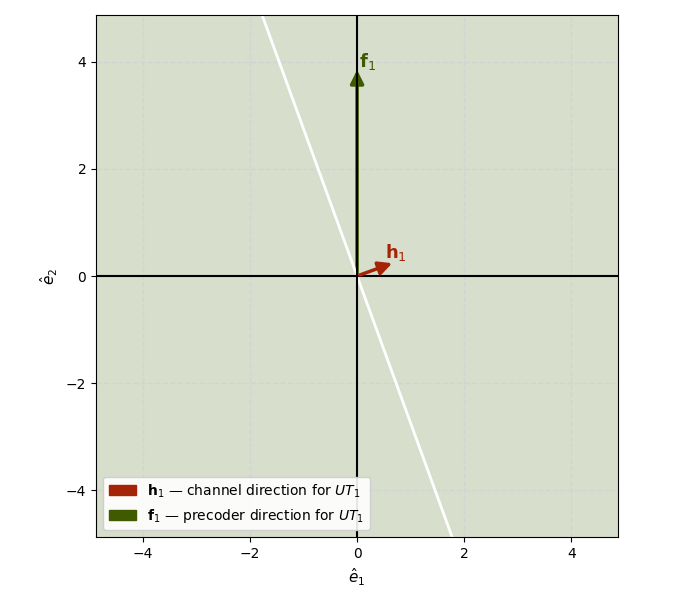 4
2
0
−2
−4
ê₂
f₁
h₁
h₁ — channel direction for UT₁
f₁ — precoder direction for UT₁
−4 −2 0 2 4
ê₁